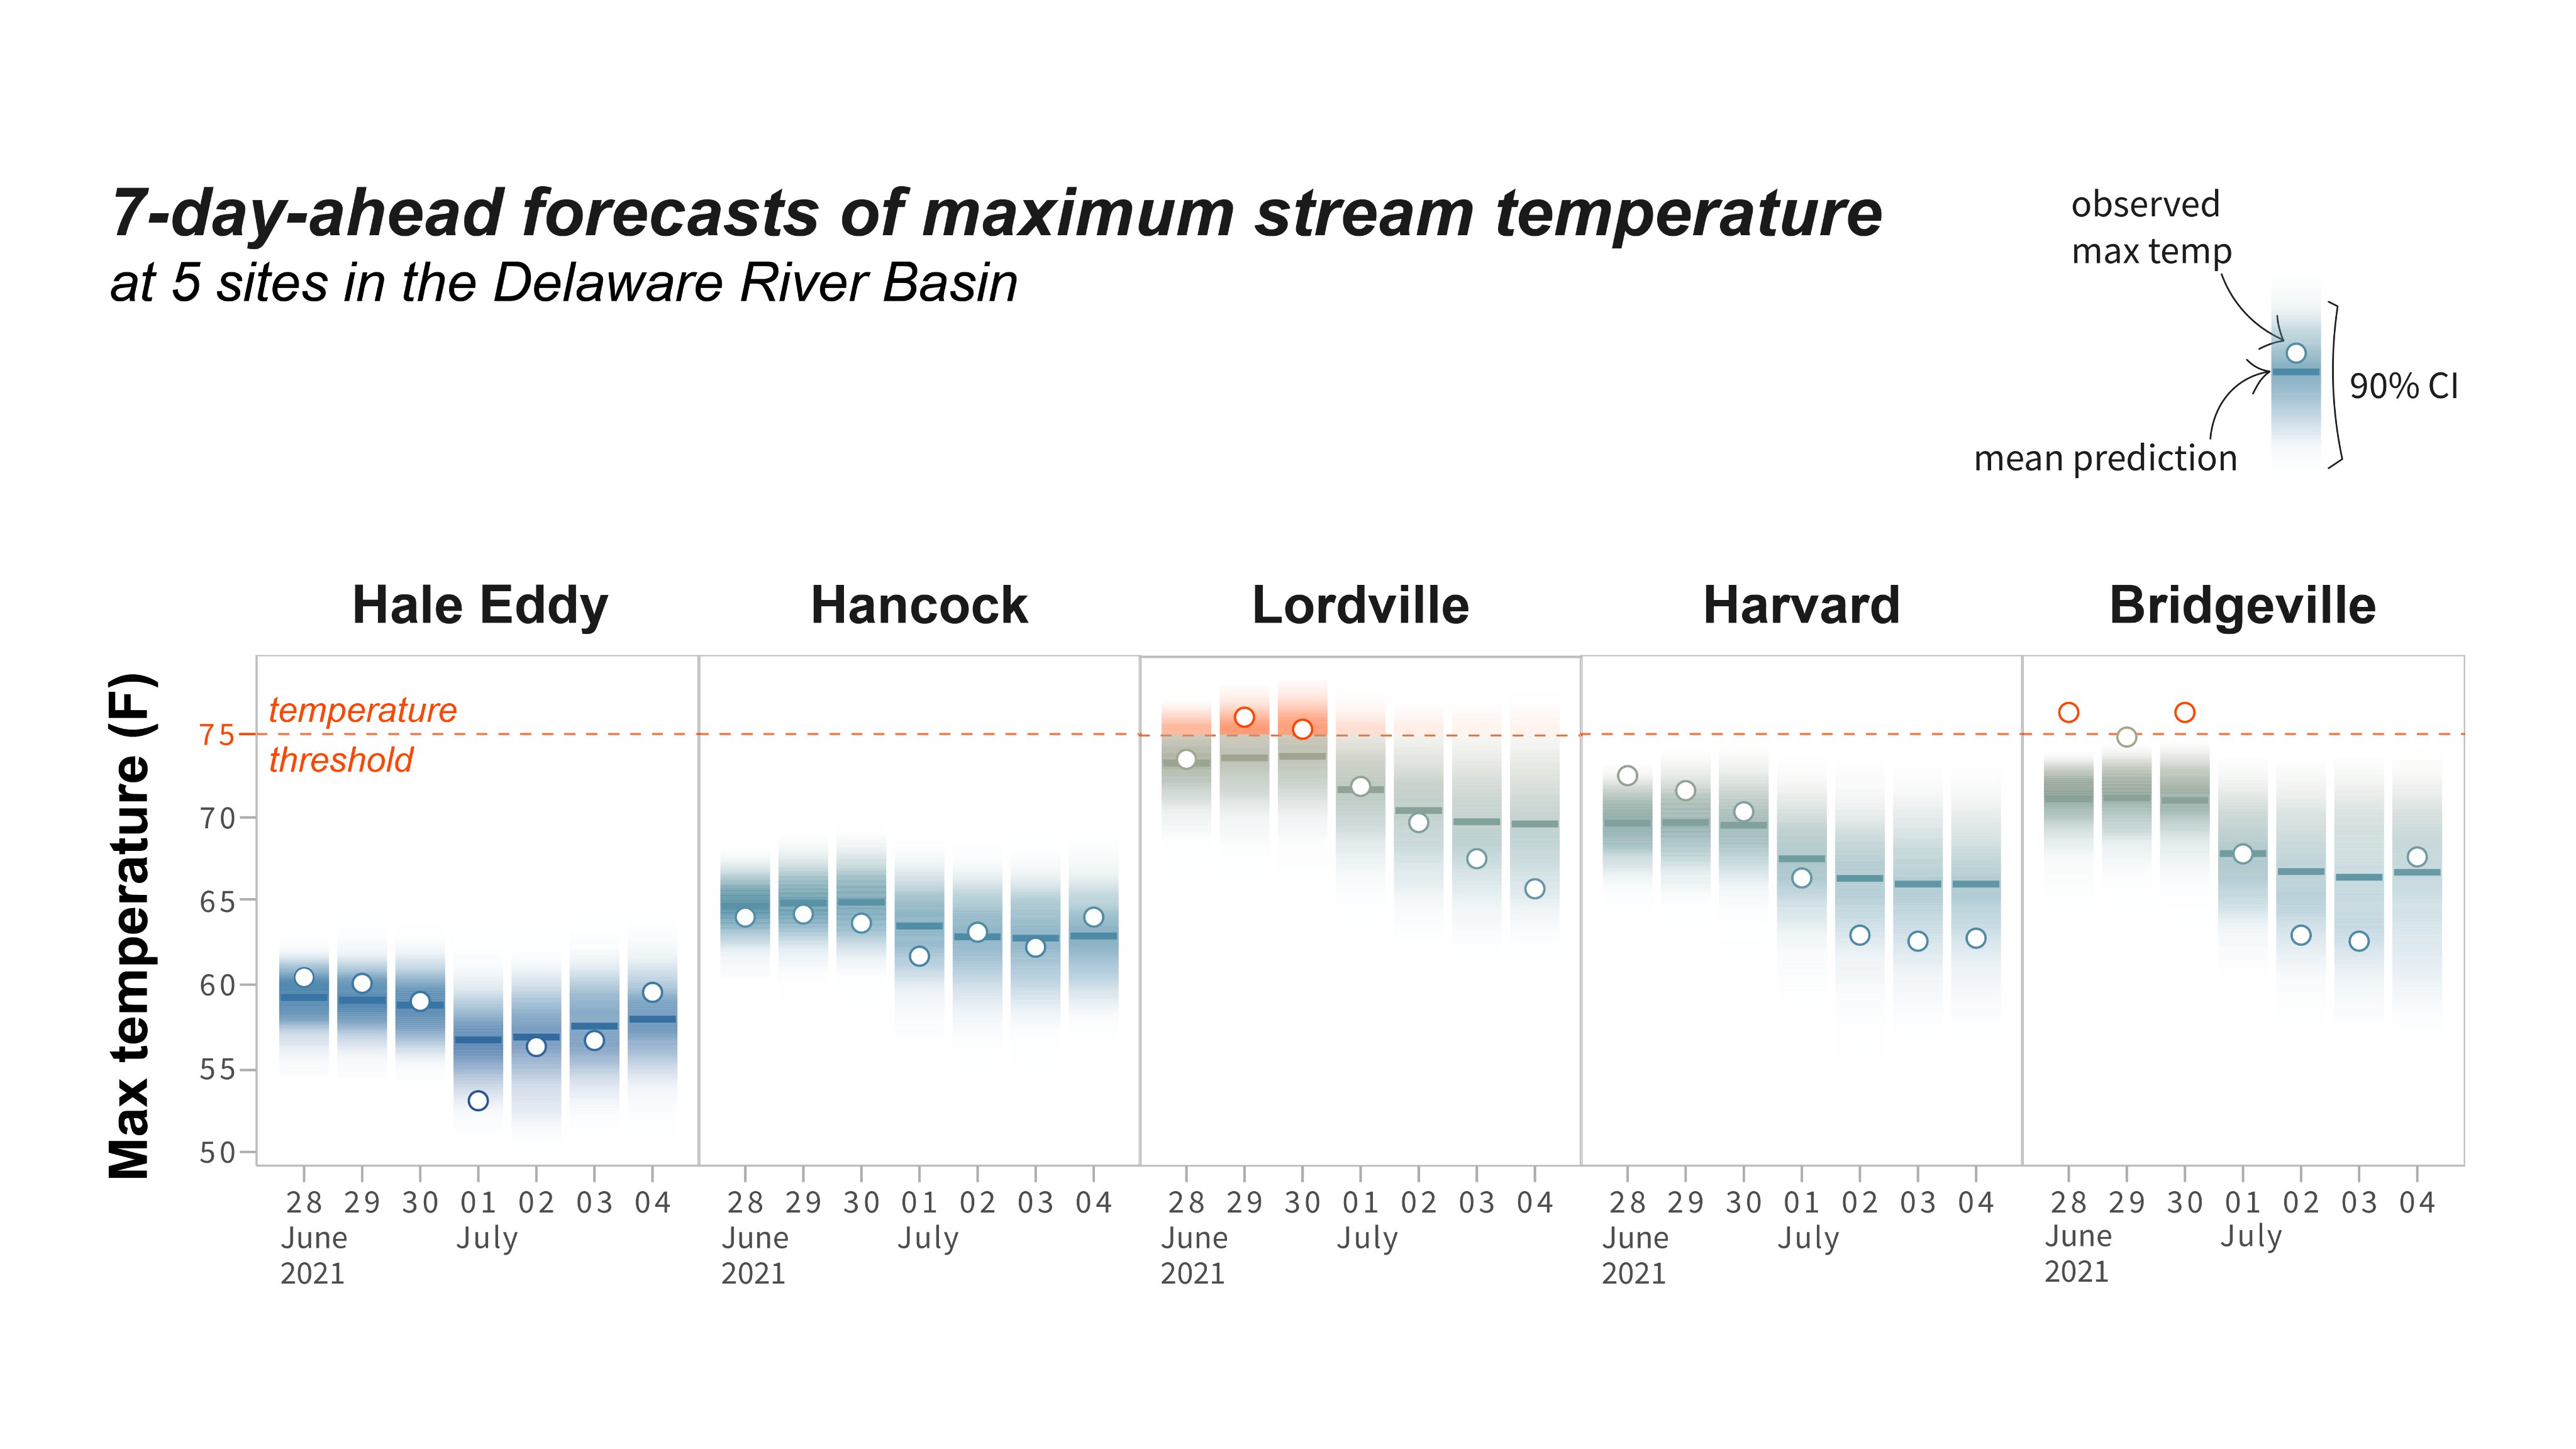 7-day-ahead forecasts of maximum stream temperature
at 5 sites in the Delaware River Basin
observed
max temp
90% CI
mean prediction
Hale Eddy
Hancock
Lordville
Harvard
Bridgeville
Max temperature (F)
temperature
threshold
75
70
65
60
55
50
28 29 30 01 02 03 04
June July
2021
28 29 30 01 02 03 04
June July
2021
28 29 30 01 02 03 04
June July
2021
28 29 30 01 02 03 04
June July
2021
28 29 30 01 02 03 04
June July
2021